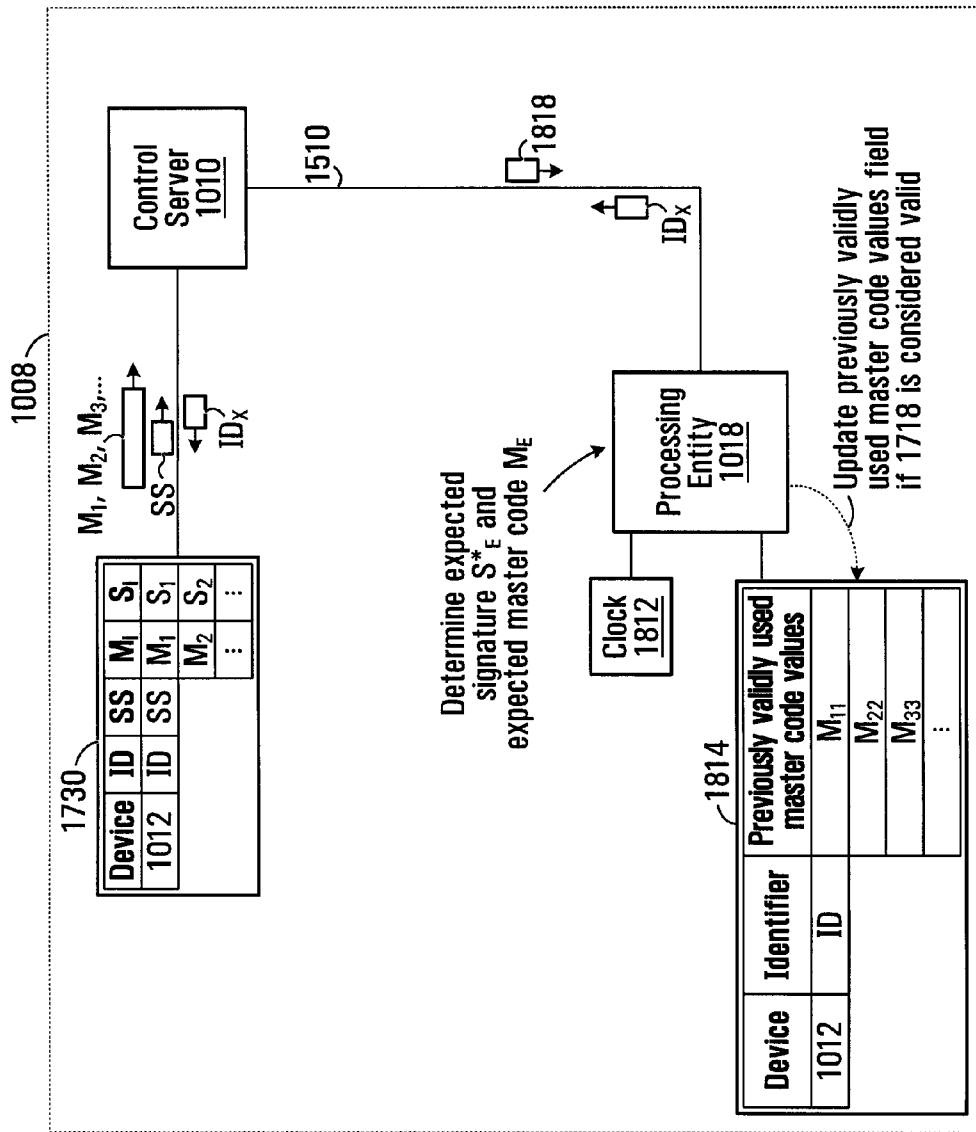 1008
1730
Device ID SS Mᵢ Sᵢ
1012 ID SS M₁ S₁
M₂ S₂
⋮ ⋮
M₁, M₂, M₃,...
SS
IDₓ
Control
Server
1010
1510
1818
IDₓ
Determine expected
signature S*_E and
expected master code M_E
Processing
Entity
1018
Clock
1812
Update previously validly
used master code values field
if 1718 is considered valid
1814
Device Identifier Previously validly used
master code values
1012 ID M₁₁
M₂₂
M₃₃
⋮